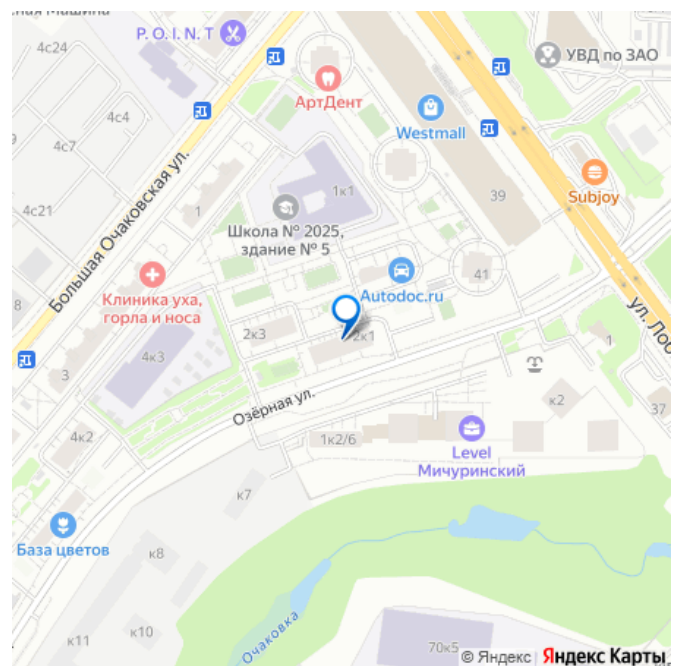 4с24
P.O.I.N.T
УВД по ЗАО
АртДент
4с4
Westmall
4с7
1к1
39
Subjoy
4с21
1
Школа № 2025,
здание № 5
Большая Очаковская ул.
41
Клиника уха,
горла и носа
Autodoc.ru
8
2к3
2к1
ул. Лоб
1
4к3
3
Озёрная ул.
к2
37
4к2
1к2/6
Level
Мичуринский
к7
База цветов
к8
к10
к11
Очаковка
70к5
© Яндекс Яндекс Карты